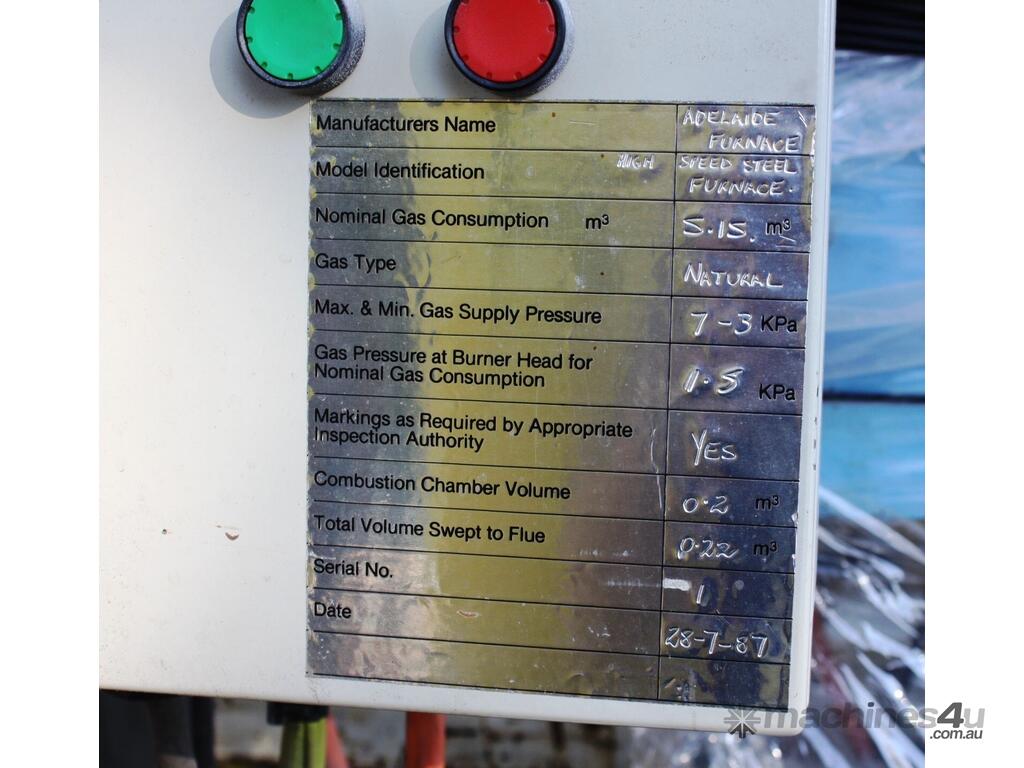 Manufacturers Name ADELAIDE
FURNACE
Model Identification HIGH SPEED STEEL
FURNACE.
Nominal Gas Consumption m³ 5.15. m³
Gas Type NATURAL
Max. & Min. Gas Supply Pressure 7-3 KPa
Gas Pressure at Burner Head for
Nominal Gas Consumption 1.5 KPa
Markings as Required by Appropriate
Inspection Authority YES
Combustion Chamber Volume 0.2 m³
Total Volume Swept to Flue 0.22 m³
Serial No. 1
Date 28-7-87
machines4u
.com.au